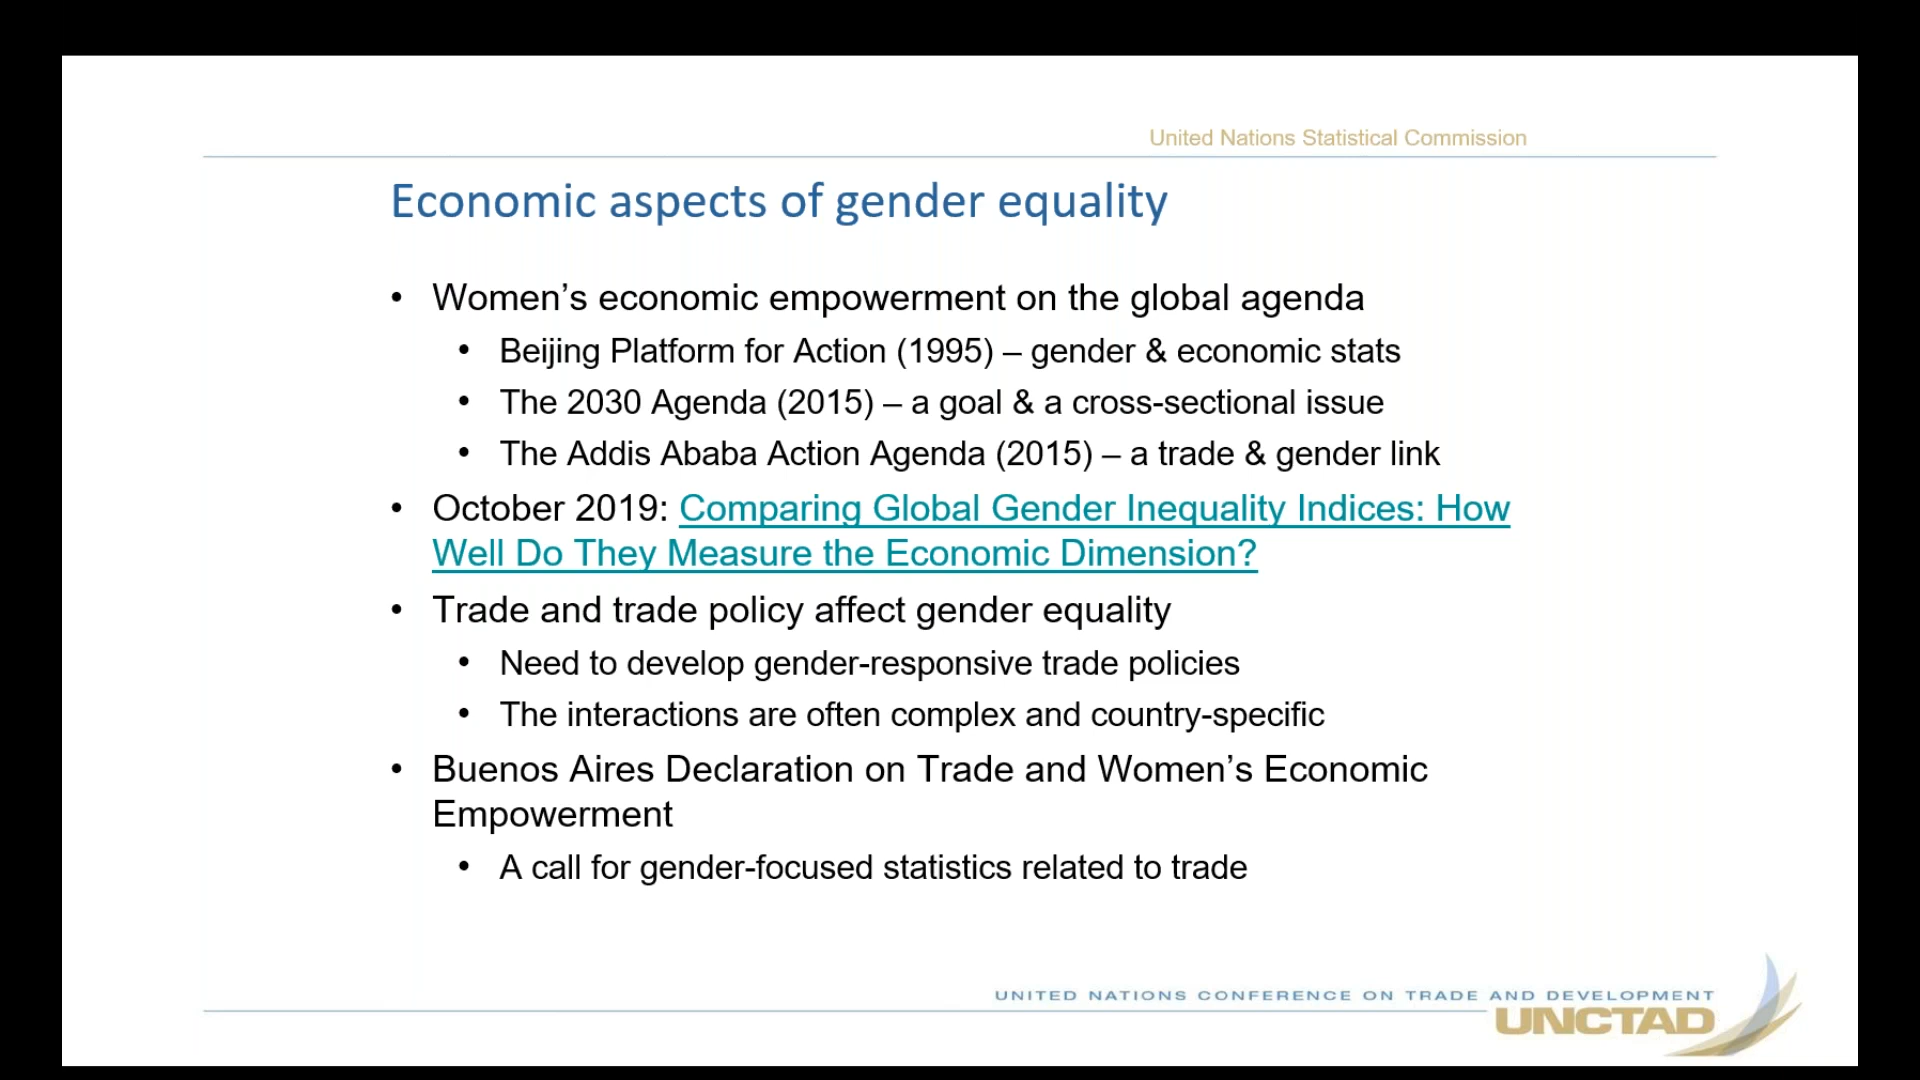 United Nations Statistical Commission
Economic aspects of gender equality
• Women’s economic empowerment on the global agenda
• Beijing Platform for Action (1995) – gender & economic stats
• The 2030 Agenda (2015) – a goal & a cross-sectional issue
• The Addis Ababa Action Agenda (2015) – a trade & gender link
• October 2019: Comparing Global Gender Inequality Indices: How
Well Do They Measure the Economic Dimension?
• Trade and trade policy affect gender equality
• Need to develop gender-responsive trade policies
• The interactions are often complex and country-specific
• Buenos Aires Declaration on Trade and Women’s Economic
Empowerment
• A call for gender-focused statistics related to trade
UNITED NATIONS CONFERENCE ON TRADE AND DEVELOPMENT
UNCTAD